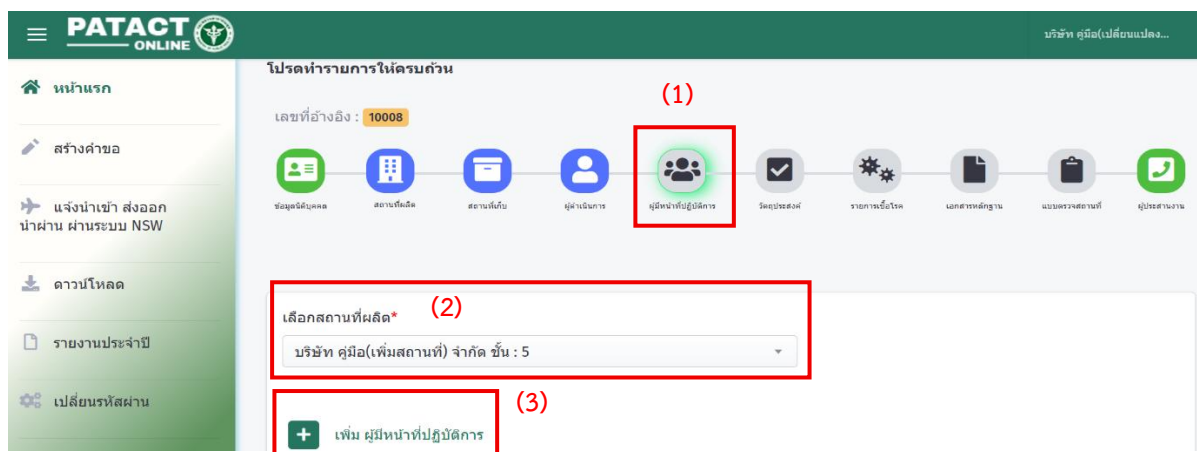 PATACT
ONLINE
บริษัท คู่มือ(เปลี่ยนแปลง...
หน้าแรก
สร้างคำขอ
แจ้งนำเข้า ส่งออก
นำผ่าน ผ่านระบบ NSW
ดาวน์โหลด
รายงานประจำปี
เปลี่ยนรหัสผ่าน
โปรดทำรายการให้ครบถ้วน
เลขที่อ้างอิง : 10008
(1)
ข้อมูลนิติบุคคล
สถานที่ผลิต
สถานที่เก็บ
ผู้ดำเนินการ
ผู้มีหน้าที่ปฏิบัติการ
วัตถุประสงค์
รายการเชื้อโรค
เอกสารหลักฐาน
แบบตรวจสถานที่
ผู้ประสานงาน
(2)
เลือกสถานที่ผลิต*
บริษัท คู่มือ(เพิ่มสถานที่) จำกัด ชั้น : 5
(3)
+ เพิ่ม ผู้มีหน้าที่ปฏิบัติการ